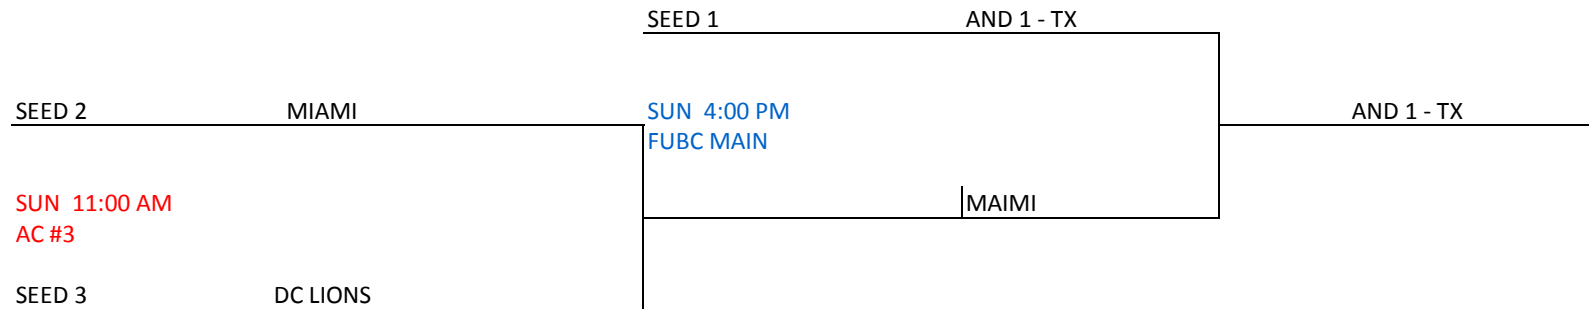 SEED 1 AND 1 - TX
SEED 2 MIAMI SUN 4:00 PM AND 1 - TX
FUBC MAIN
SUN 11:00 AM MAIMI
AC #3
SEED 3 DC LIONS